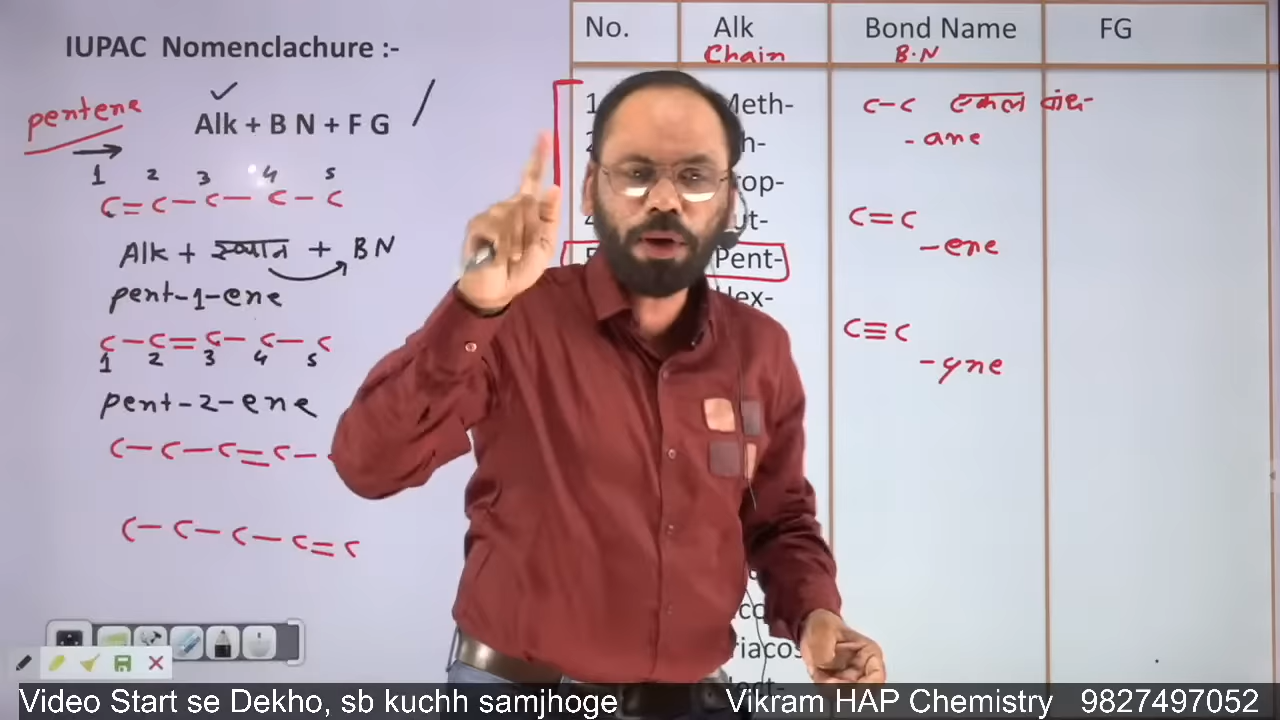 IUPAC Nomenclachure :-
pentene
Alk + B N + F G /
1 2 3 4 5
C=C-C-C-C
Alk + स्थान + BN
pent-1-ene
C-C=C-C-C
1 2 3 4 5
pent-2-ene
C-C-C=C-
C-C-C-C=C
No. Alk Bond Name FG
Chain B.N
1 Meth- C-C एकल बंध-
-ane
C=C
Pent- -ene
C≡C
-yne
Video Start se Dekho, sb kuchh samjhoge Vikram HAP Chemistry 9827497052